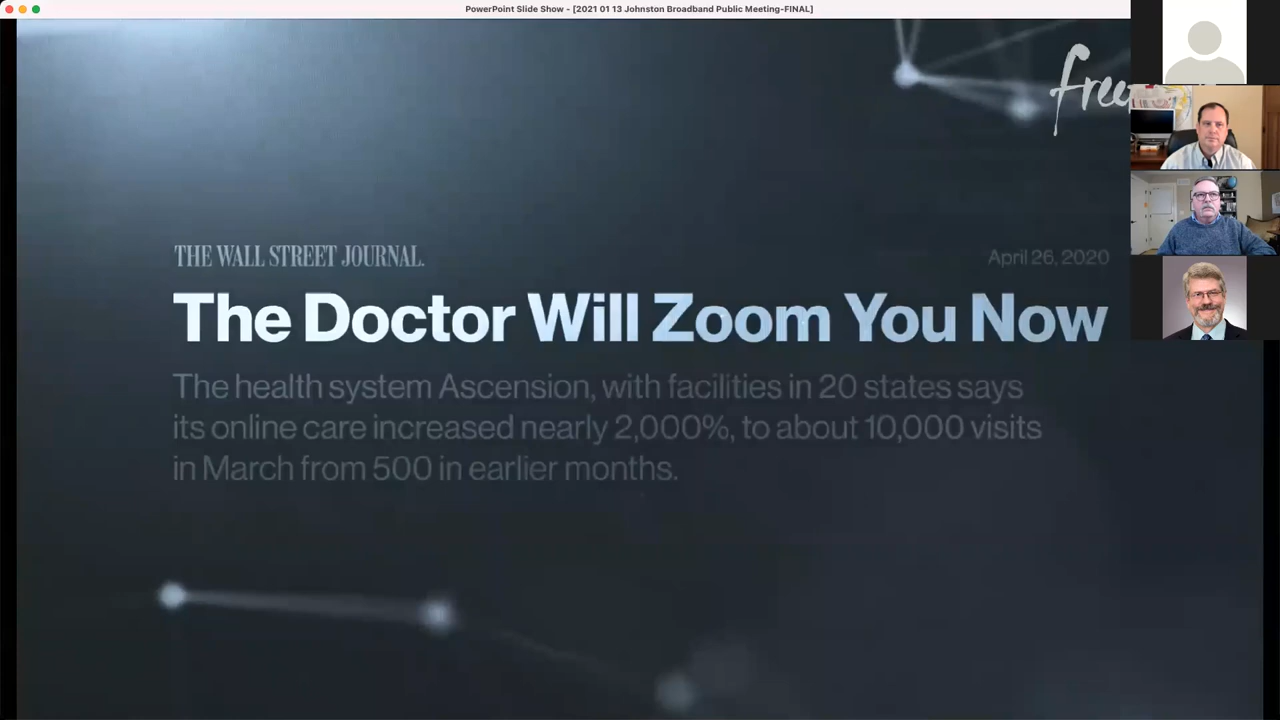 PowerPoint Slide Show - [2021 01 13 Johnston Broadband Public Meeting-FINAL]
free
THE WALL STREET JOURNAL.
April 26, 2020
The Doctor Will Zoom You Now
The health system Ascension, with facilities in 20 states says
its online care increased nearly 2,000%, to about 10,000 visits
in March from 500 in earlier months.